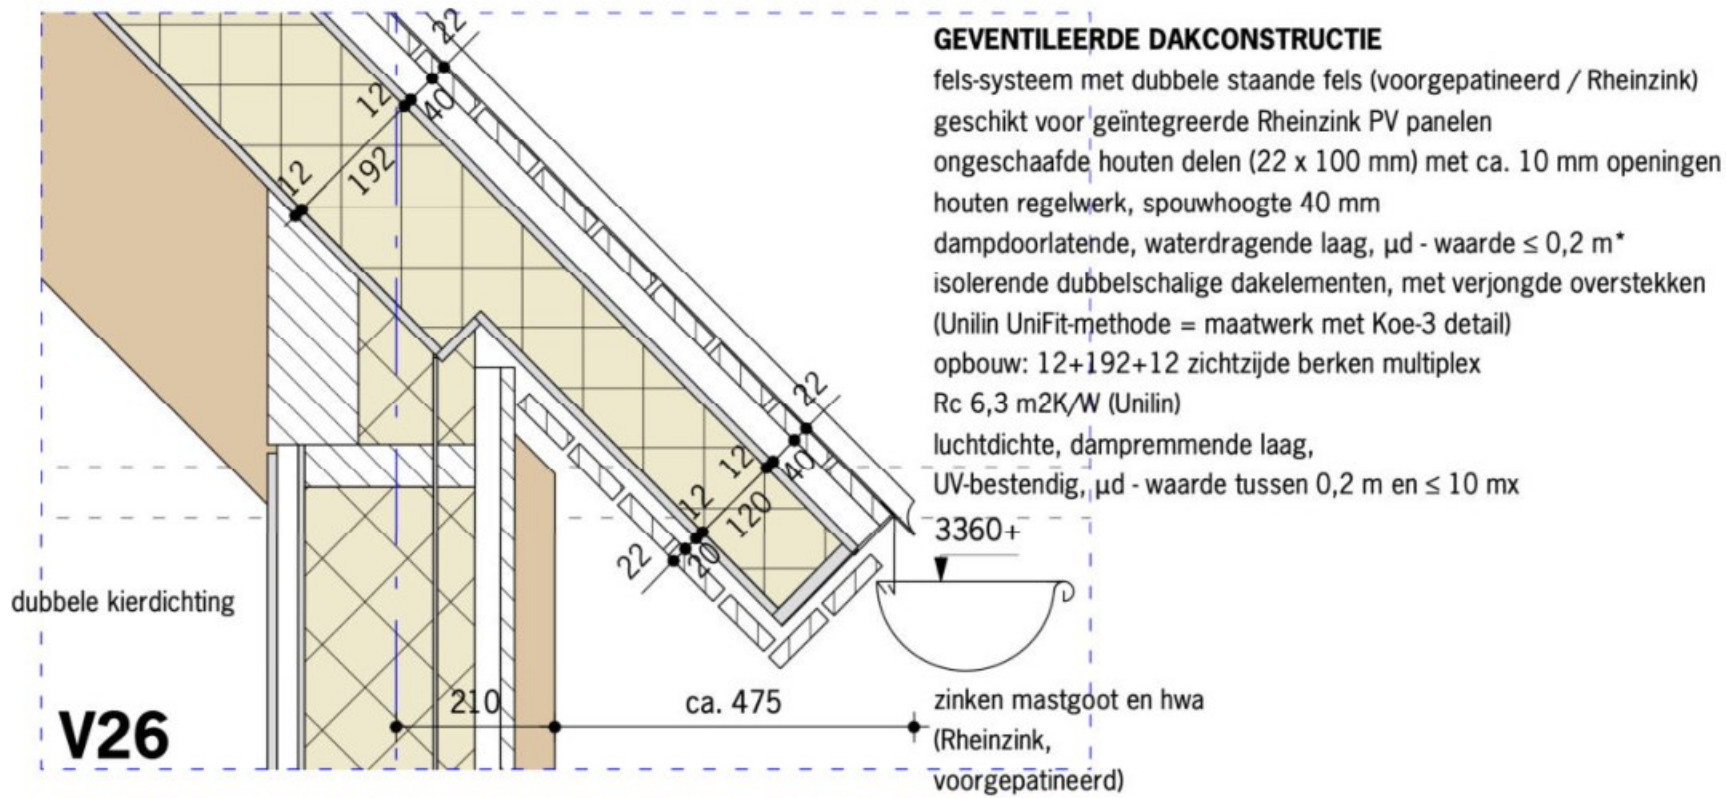 GEVENTILEERDE DAKCONSTRUCTIE
fels-systeem met dubbele staande fels (voorgepatineerd / Rheinzink)
geschikt voor geïntegreerde Rheinzink PV panelen
ongeschaafde houten delen (22 x 100 mm) met ca. 10 mm openingen
houten regelwerk, spouwhoogte 40 mm
dampdoorlatende, waterdragende laag, µd - waarde ≤ 0,2 m*
isolerende dubbelschalige dakelementen, met verjongde overstekken
(Unilin UniFit-methode = maatwerk met Koe-3 detail)
opbouw: 12+192+12 zichtzijde berken multiplex
Rc 6,3 m2K/W (Unilin)
luchtdichte, dampremmende laag,
UV-bestendig, µd - waarde tussen 0,2 m en ≤ 10 mx
3360+
22
40
12
192
12
22
40
12
120
12
20
22
dubbele kierdichting
210
ca. 475
V26
zinken mastgoot en hwa
(Rheinzink,
voorgepatineerd)